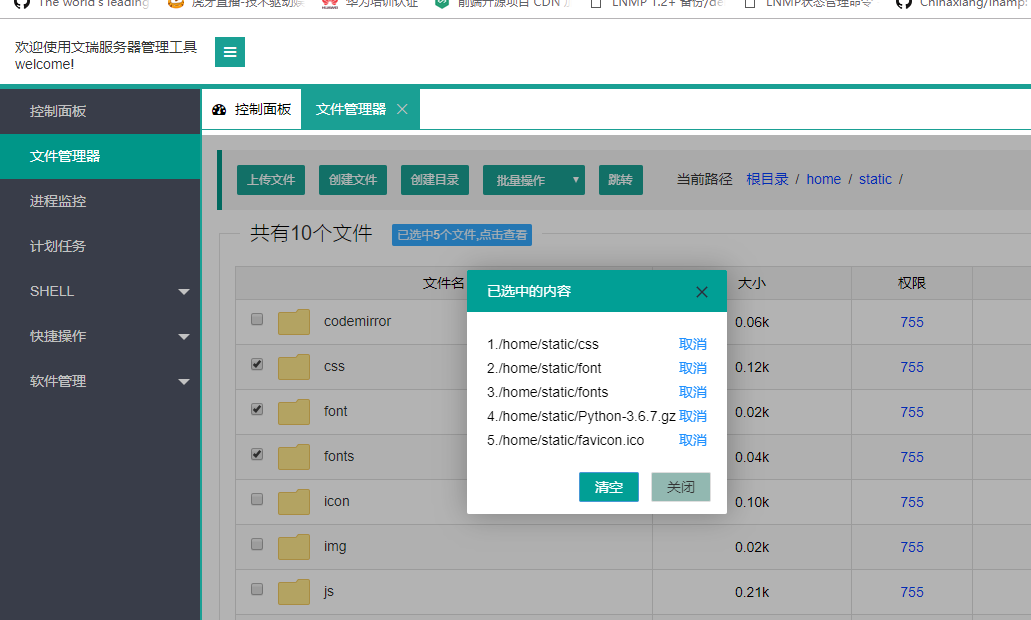 The world's leading
虎牙直播-技术驱动娱
华为培训认证
前端开源项目 CDN
LNMP 1.2+ 备份/de
LNMP状态管理命令
Chinaxiang/lnamp:
欢迎使用文瑞服务器管理工具
welcome!
控制面板
文件管理器
进程监控
计划任务
SHELL
快捷操作
软件管理
控制面板
文件管理器
上传文件 创建文件 创建目录 批量操作 跳转 当前路径 根目录 / home / static /
共有10个文件 已选中5个文件,点击查看
文件名 大小 权限
codemirror 0.06k 755
css 0.12k 755
font 0.02k 755
fonts 0.04k 755
icon 0.10k 755
img 0.02k 755
js 0.21k 755
已选中的内容
1./home/static/css 取消
2./home/static/font 取消
3./home/static/fonts 取消
4./home/static/Python-3.6.7.gz 取消
5./home/static/favicon.ico 取消
清空 关闭